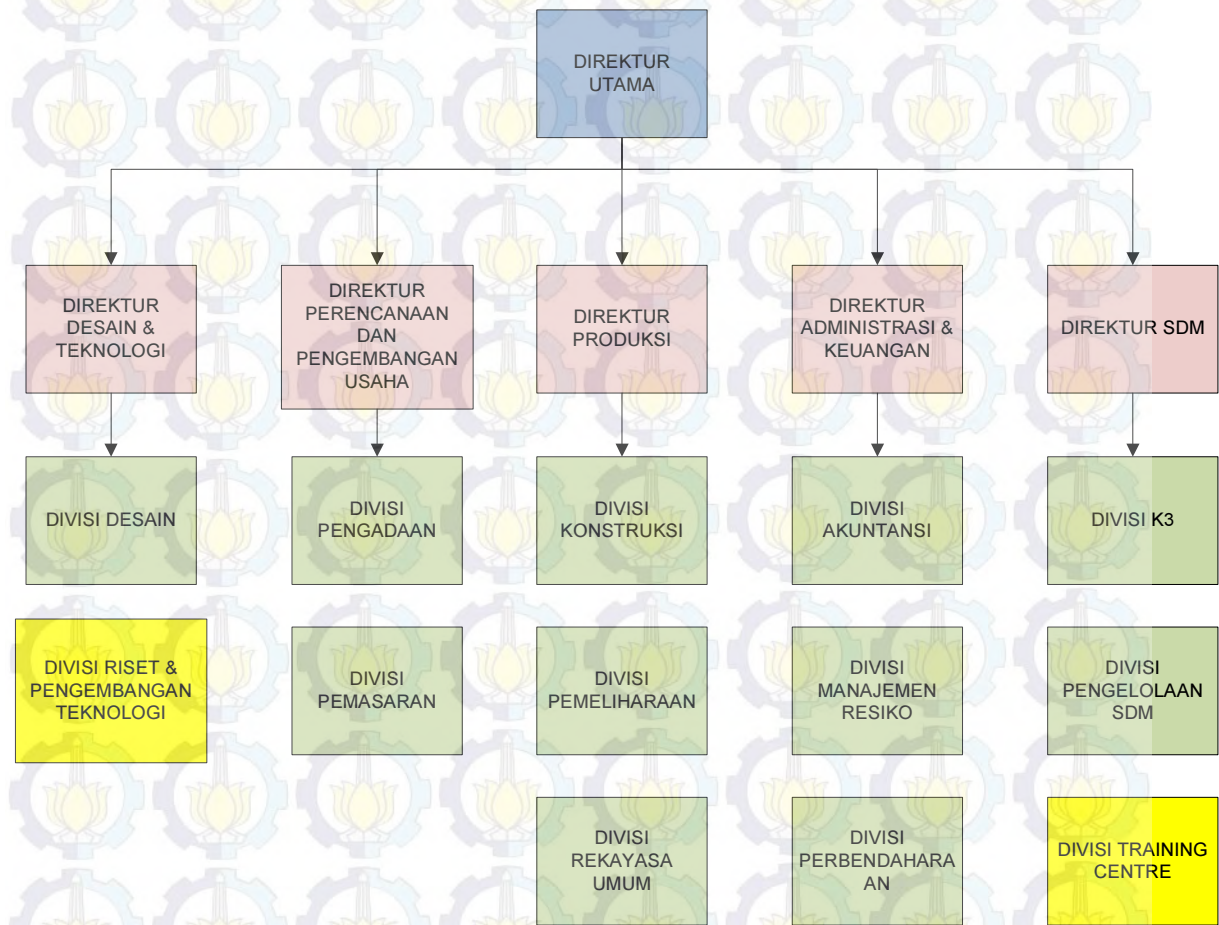 DIREKTUR
UTAMA
DIREKTUR
DESAIN &
TEKNOLOGI
DIREKTUR
PERENCANAAN
DAN
PENGEMBANGAN
USAHA
DIREKTUR
PRODUKSI
DIREKTUR
ADMINISTRASI &
KEUANGAN
DIREKTUR SDM
DIVISI DESAIN
DIVISI
PENGADAAN
DIVISI
KONSTRUKSI
DIVISI
AKUNTANSI
DIVISI K3
DIVISI RISET &
PENGEMBANGAN
TEKNOLOGI
DIVISI
PEMASARAN
DIVISI
PEMELIHARAAN
DIVISI
MANAJEMEN
RESIKO
DIVISI
PENGELOLAAN
SDM
DIVISI
REKAYASA
UMUM
DIVISI
PERBENDAHARA
AN
DIVISI TRAINING
CENTRE